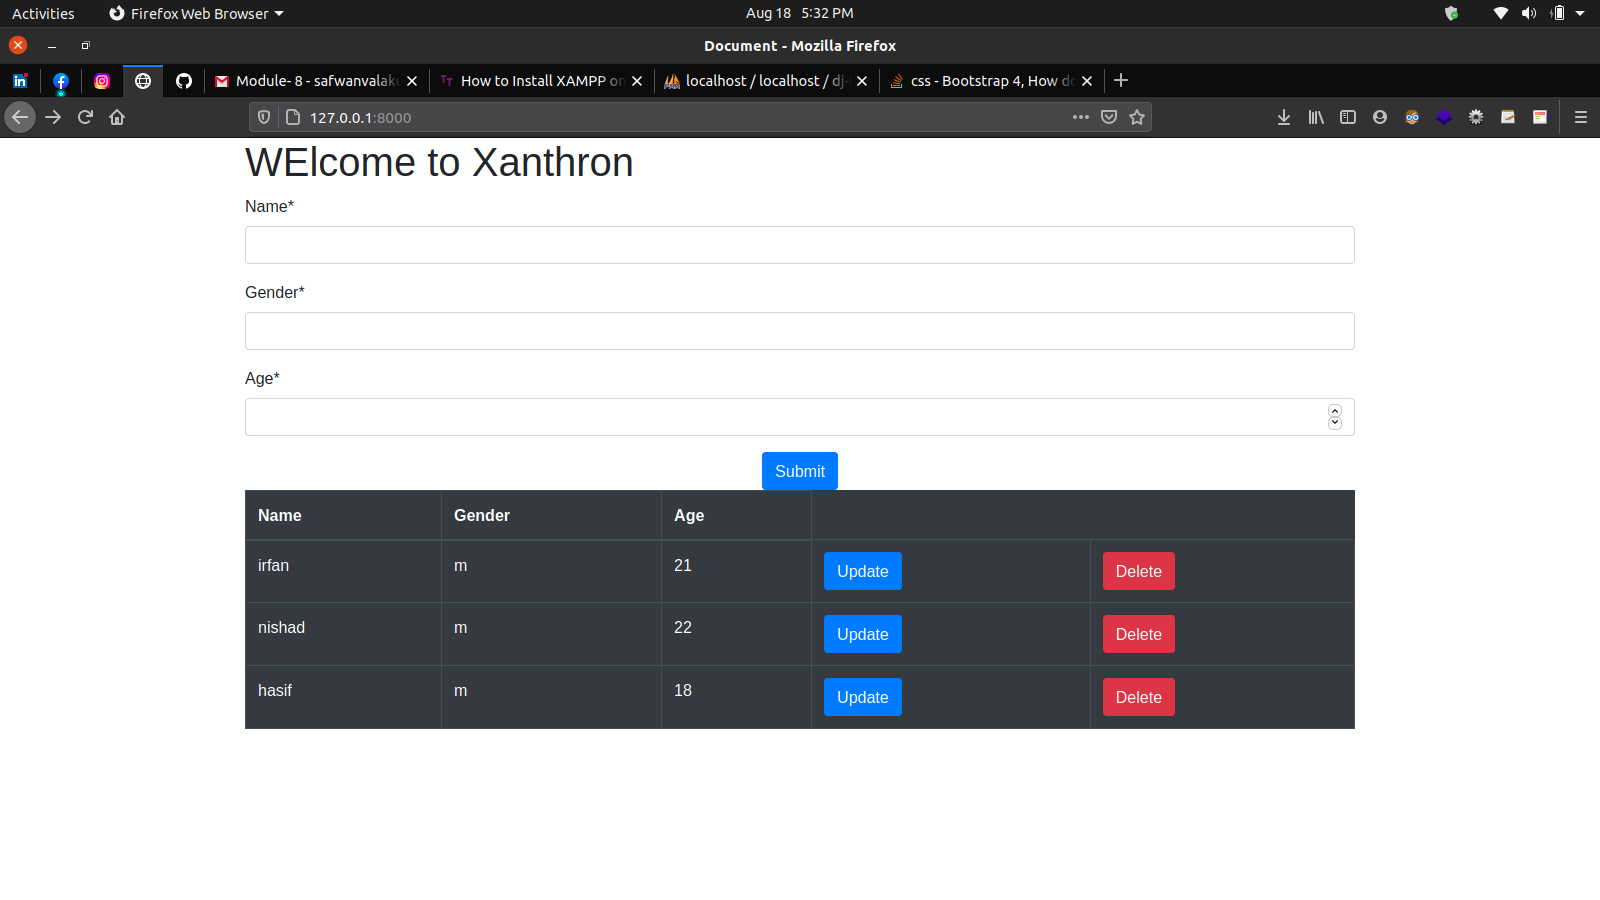 Activities Firefox Web Browser Aug 18 5:32 PM
Document - Mozilla Firefox
Module- 8 - safwanvalaku How to Install XAMPP on localhost / localhost / dj- css - Bootstrap 4, How do
127.0.0.1:8000
WElcome to Xanthron
Name*
Gender*
Age*
Submit
Name Gender Age
irfan m 21 Update Delete
nishad m 22 Update Delete
hasif m 18 Update Delete